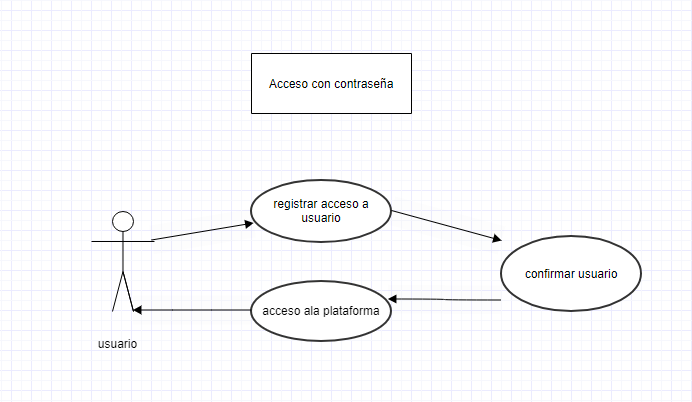 Acceso con contraseña
registrar acceso a
usuario
confirmar usuario
acceso ala plataforma
usuario